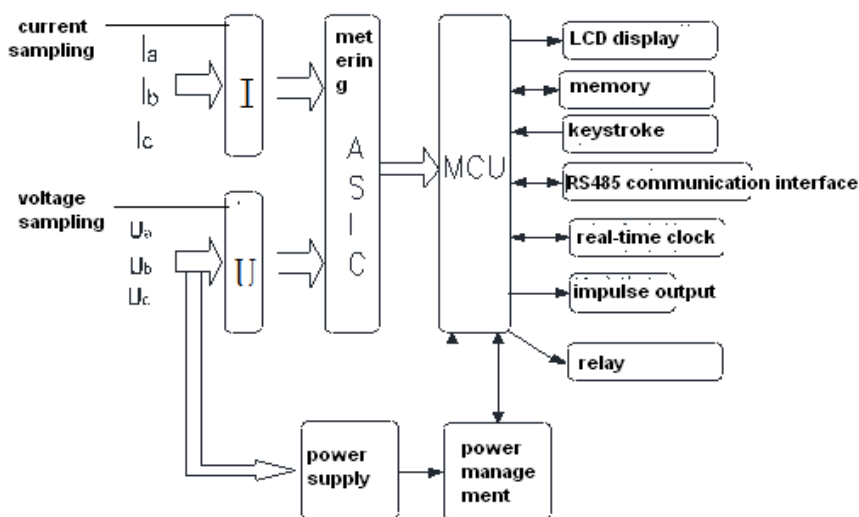 current
sampling
Ia
Ib
Ic
I
voltage
sampling
Ua
Ub
Uc
U
met
erin
g
A
S
I
C
MCU
LCD display
memory
keystroke
RS485 communication interface
real-time clock
impulse output
relay
power
supply
power
manage
ment